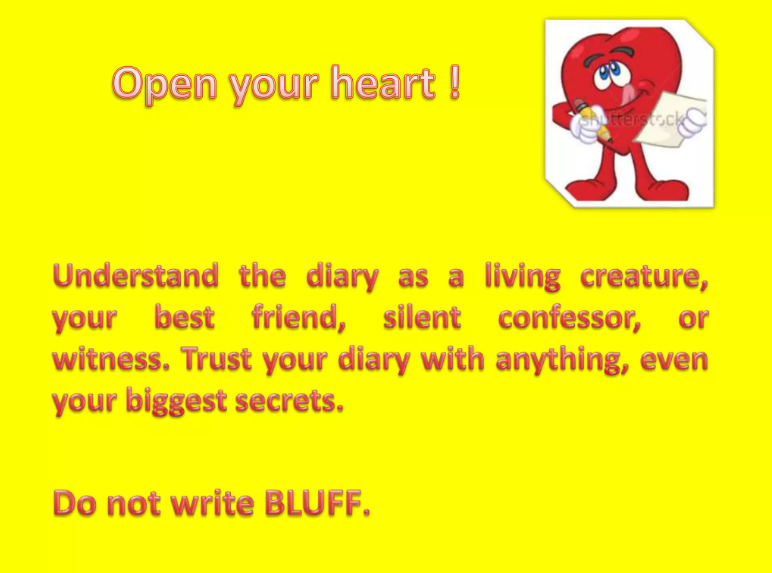 Open your heart !
shutterstock
Understand the diary as a living creature,
your best friend, silent confessor, or
witness. Trust your diary with anything, even
your biggest secrets.
Do not write BLUFF.